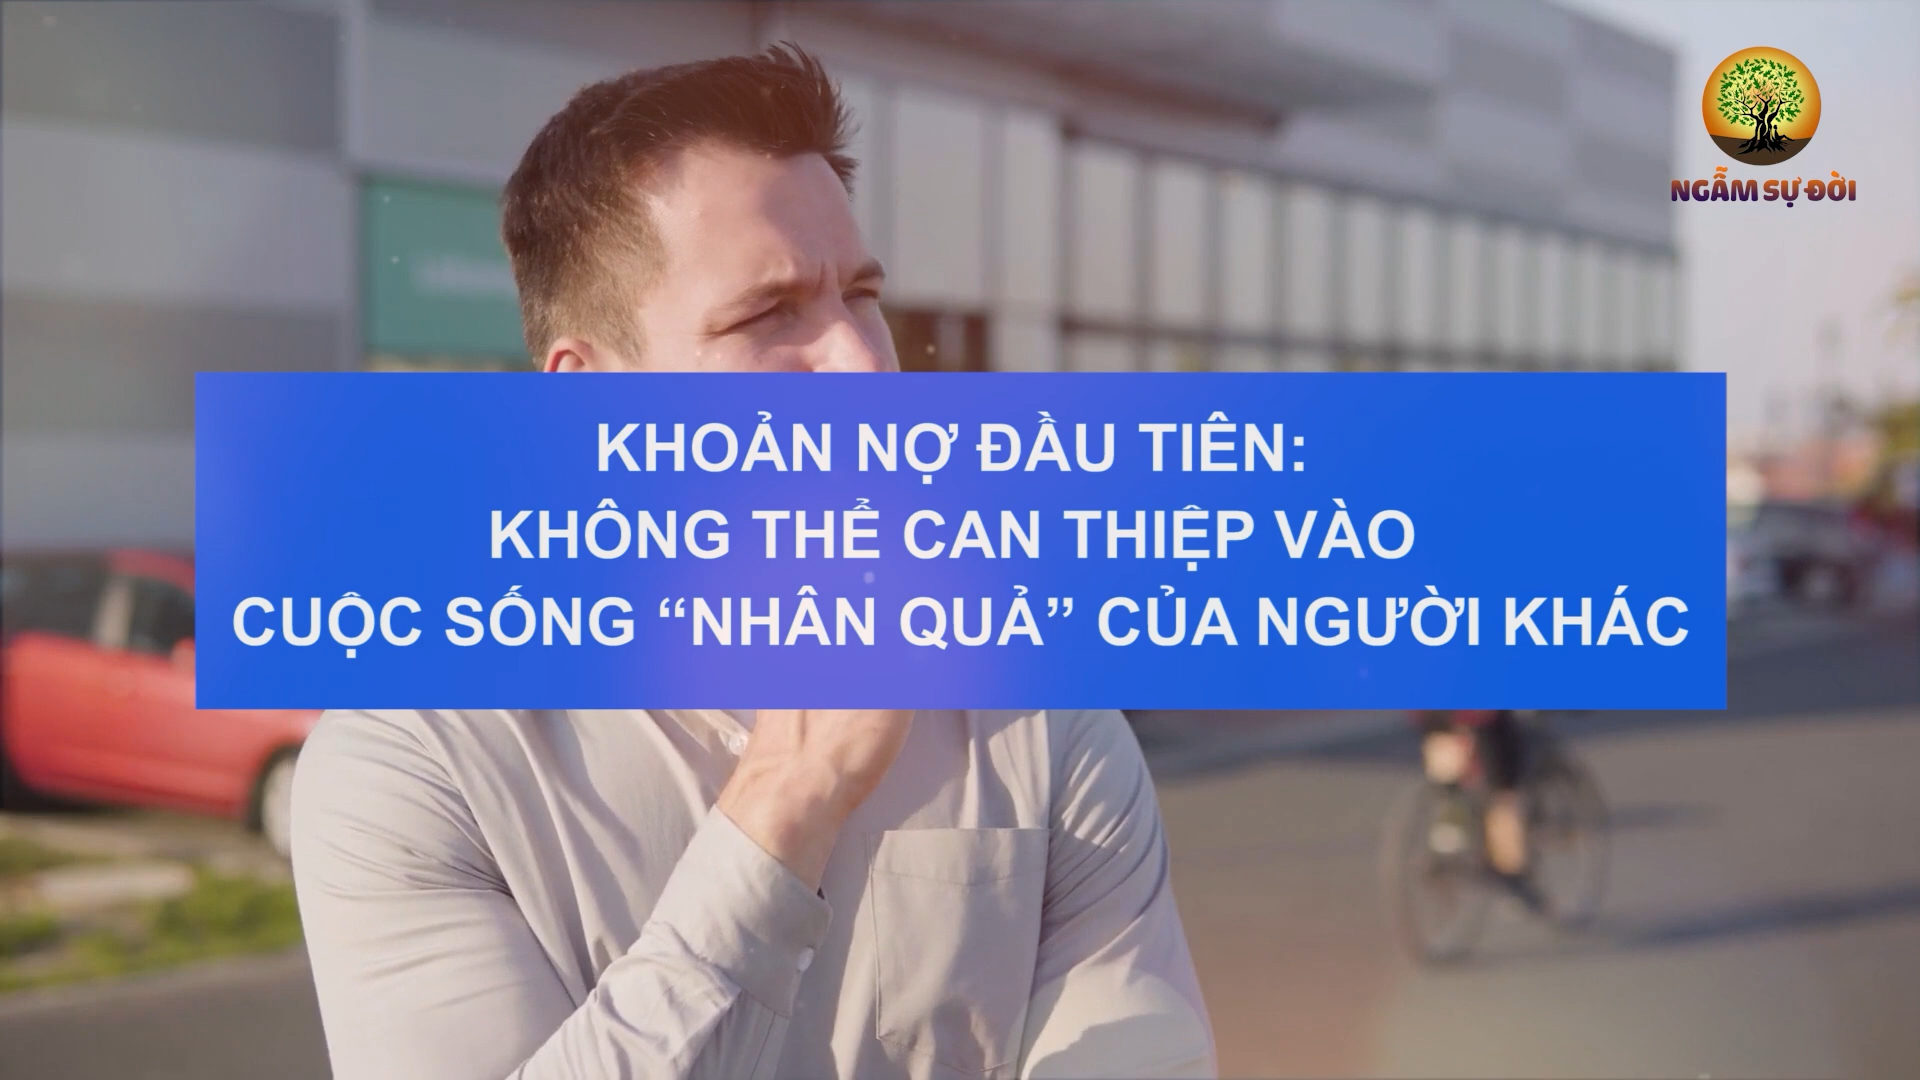 NGẪM SỰ ĐỜI
KHOẢN NỢ ĐẦU TIÊN:
KHÔNG THỂ CAN THIỆP VÀO
CUỘC SỐNG “NHÂN QUẢ” CỦA NGƯỜI KHÁC